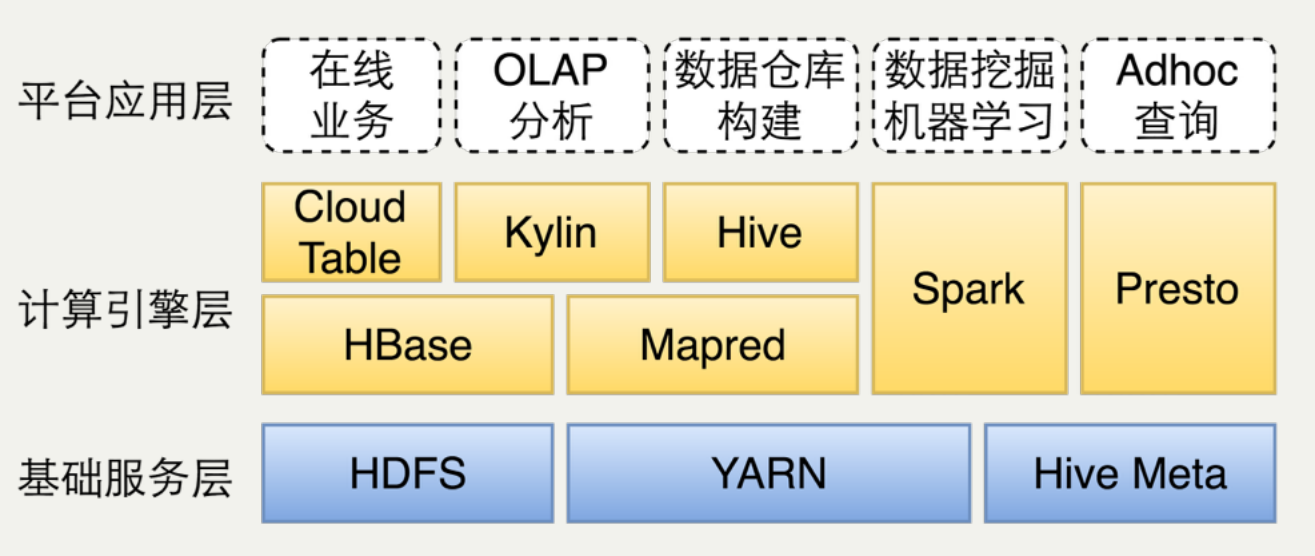 平台应用层
在线
业务
OLAP
分析
数据仓库
构建
数据挖掘
机器学习
Adhoc
查询
计算引擎层
Cloud
Table
Kylin
Hive
Spark
Presto
HBase
Mapred
基础服务层
HDFS
YARN
Hive Meta